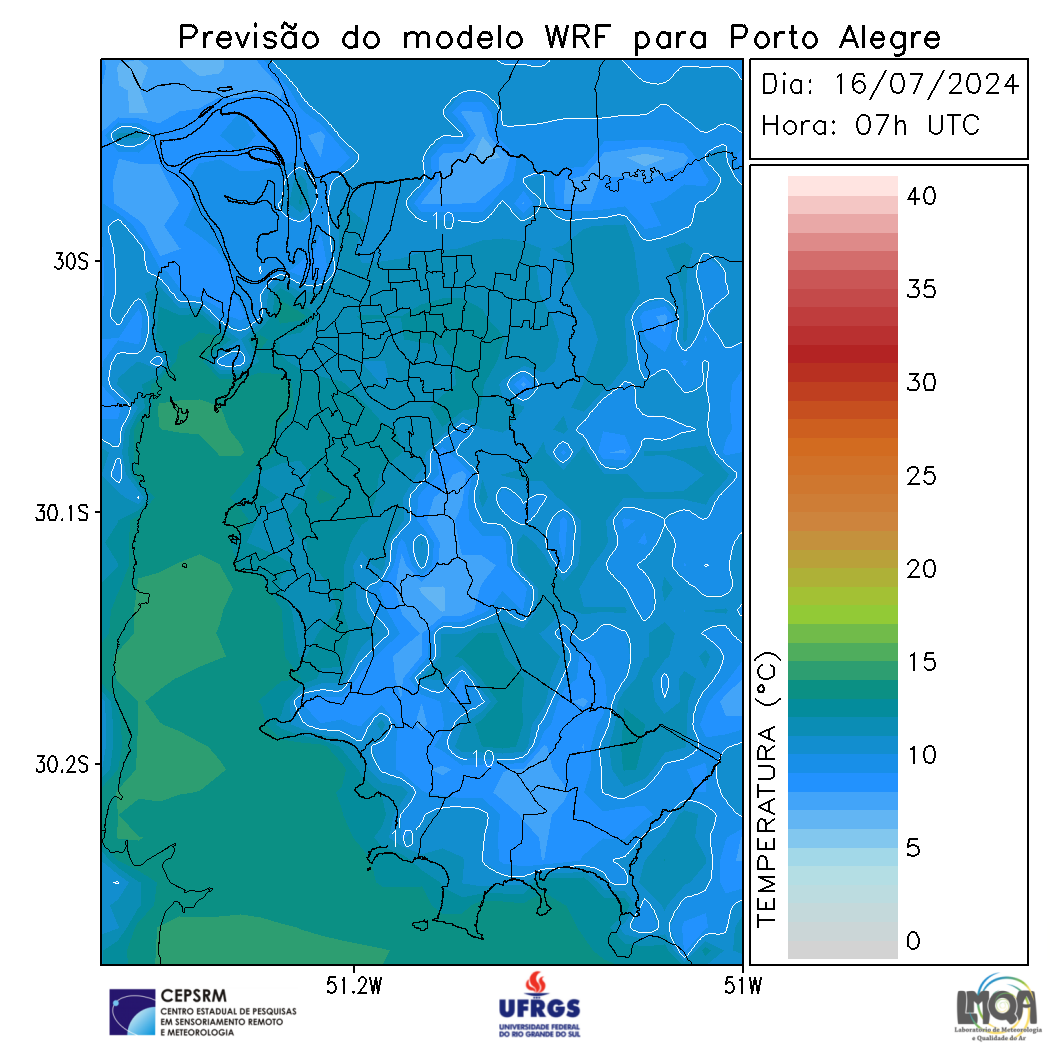 Previsão do modelo WRF para Porto Alegre
Dia: 16/07/2024
Hora: 07h UTC
40
35
30
25
20
15
10
5
0
TEMPERATURA (°C)
30S
30.1S
30.2S
51.2W
51W
10
10
10
CEPSRM
CENTRO ESTADUAL DE PESQUISAS
EM SENSORIAMENTO REMOTO
E METEOROLOGIA
UFRGS
UNIVERSIDADE FEDERAL
DO RIO GRANDE DO SUL
LMQA
Laboratório de Meteorologia
e Qualidade do Ar